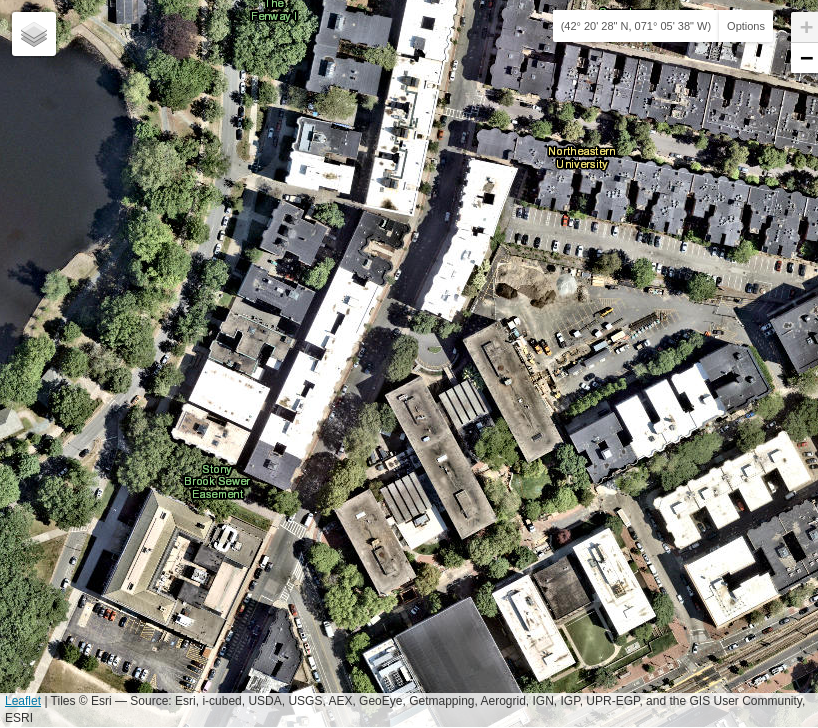 The
Fenway I
(42° 20' 28" N, 071° 05' 38" W)
Options
+
−
Northeastern
University
Stony
Brook Sewer
Easement
Leaflet | Tiles © Esri — Source: Esri, i-cubed, USDA, USGS, AEX, GeoEye, Getmapping, Aerogrid, IGN, IGP, UPR-EGP, and the GIS User Community,
ESRI